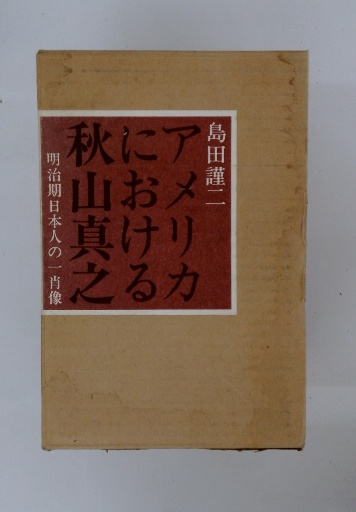 島田謹二
アメリカ
における
秋山真之
明治期日本人の一肖像